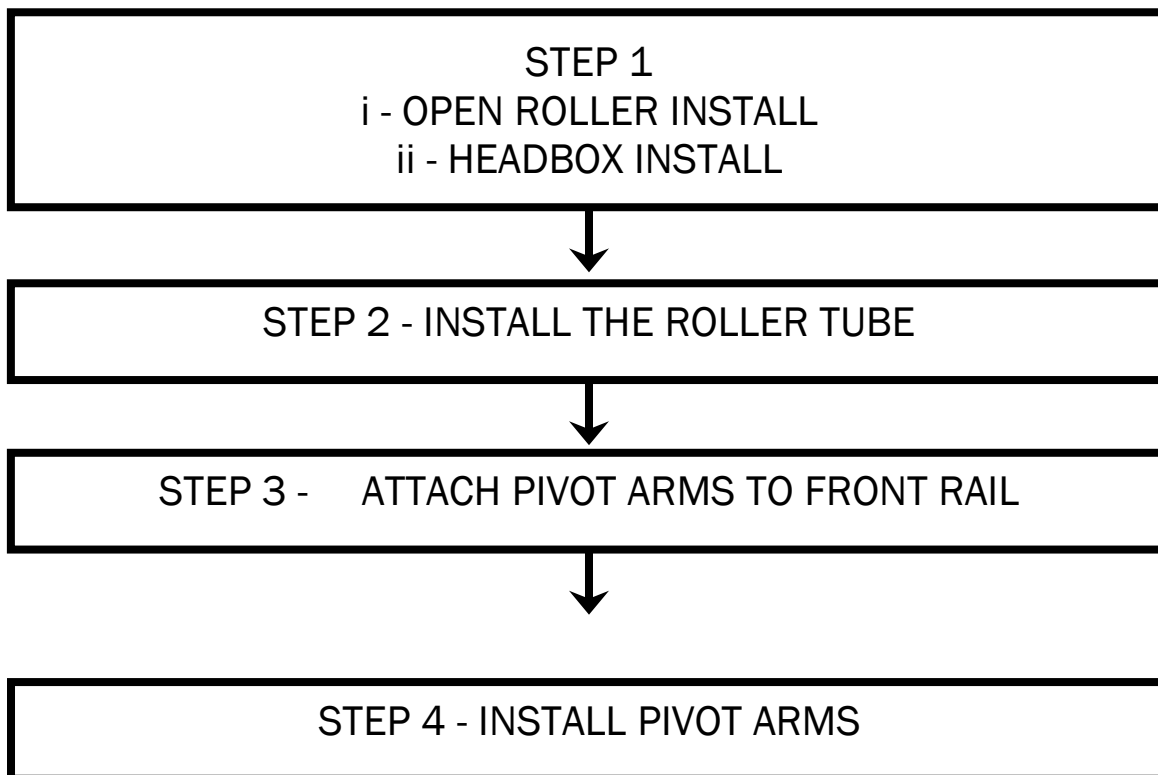 STEP 1
i - OPEN ROLLER INSTALL
ii - HEADBOX INSTALL
STEP 2 - INSTALL THE ROLLER TUBE
STEP 3 - ATTACH PIVOT ARMS TO FRONT RAIL
STEP 4 - INSTALL PIVOT ARMS